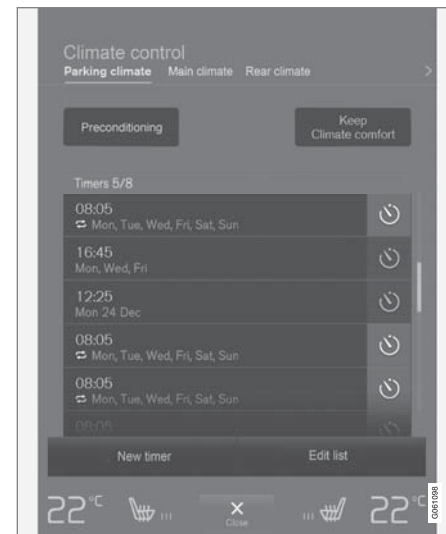 Climate control
Parking climate Main climate Rear climate >
Preconditioning
Keep
Climate comfort
Timers 5/8
08:05
Mon, Tue, Wed, Fri, Sat, Sun
16:45
Mon, Wed, Fri
12:25
Mon 24 Dec
08:05
Mon, Tue, Wed, Fri, Sat, Sun
08:05
Mon, Tue, Wed, Fri, Sat, Sun
08:05
New timer Edit list
22°C X 22°C
Close
G061098